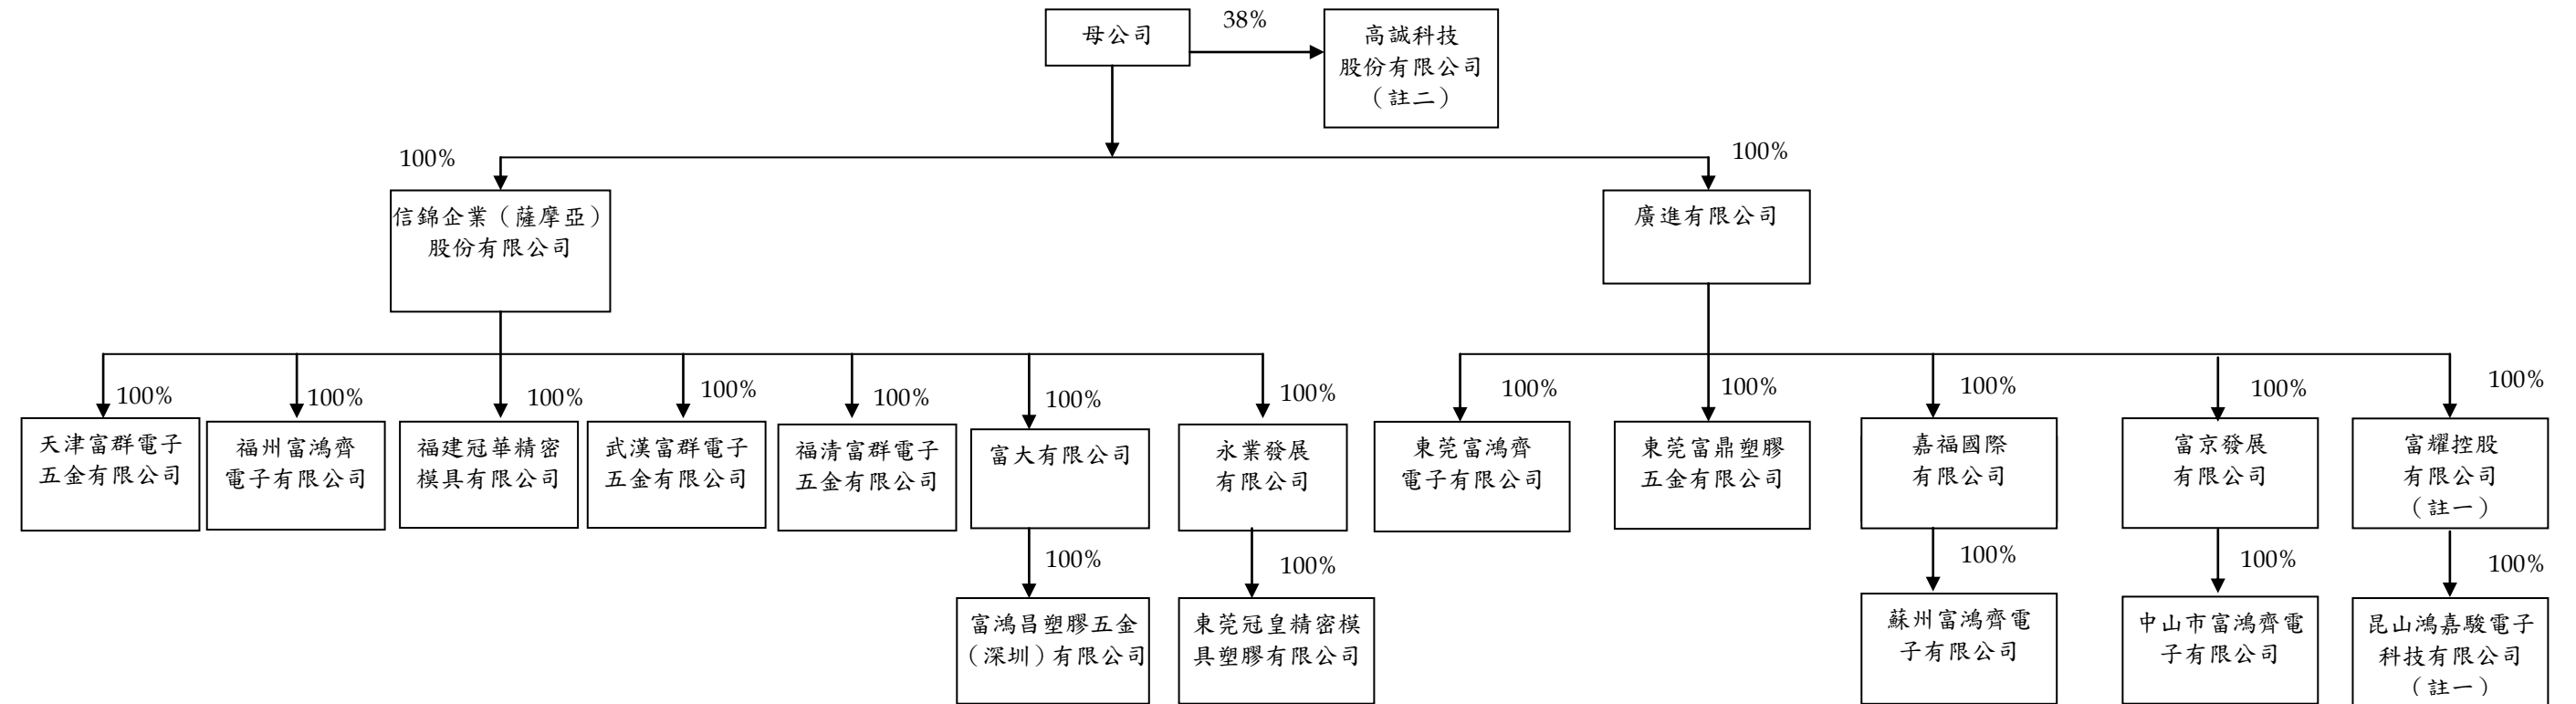 母公司
38%
高誠科技
股份有限公司
（註二）
100%
100%
信錦企業（薩摩亞）
股份有限公司
廣進有限公司
100%
100%
100%
100%
100%
100%
100%
100%
100%
100%
100%
100%
天津富群電子
五金有限公司
福州富鴻齊
電子有限公司
福建冠華精密
模具有限公司
武漢富群電子
五金有限公司
福清富群電子
五金有限公司
富大有限公司
永業發展
有限公司
東莞富鴻齊
電子有限公司
東莞富鼎塑膠
五金有限公司
嘉福國際
有限公司
富京發展
有限公司
富耀控股
有限公司
（註一）
100%
100%
100%
100%
100%
富鴻昌塑膠五金
（深圳）有限公司
東莞冠皇精密模
具塑膠有限公司
蘇州富鴻齊電
子有限公司
中山市富鴻齊電
子有限公司
昆山鴻嘉駿電子
科技有限公司
（註一）